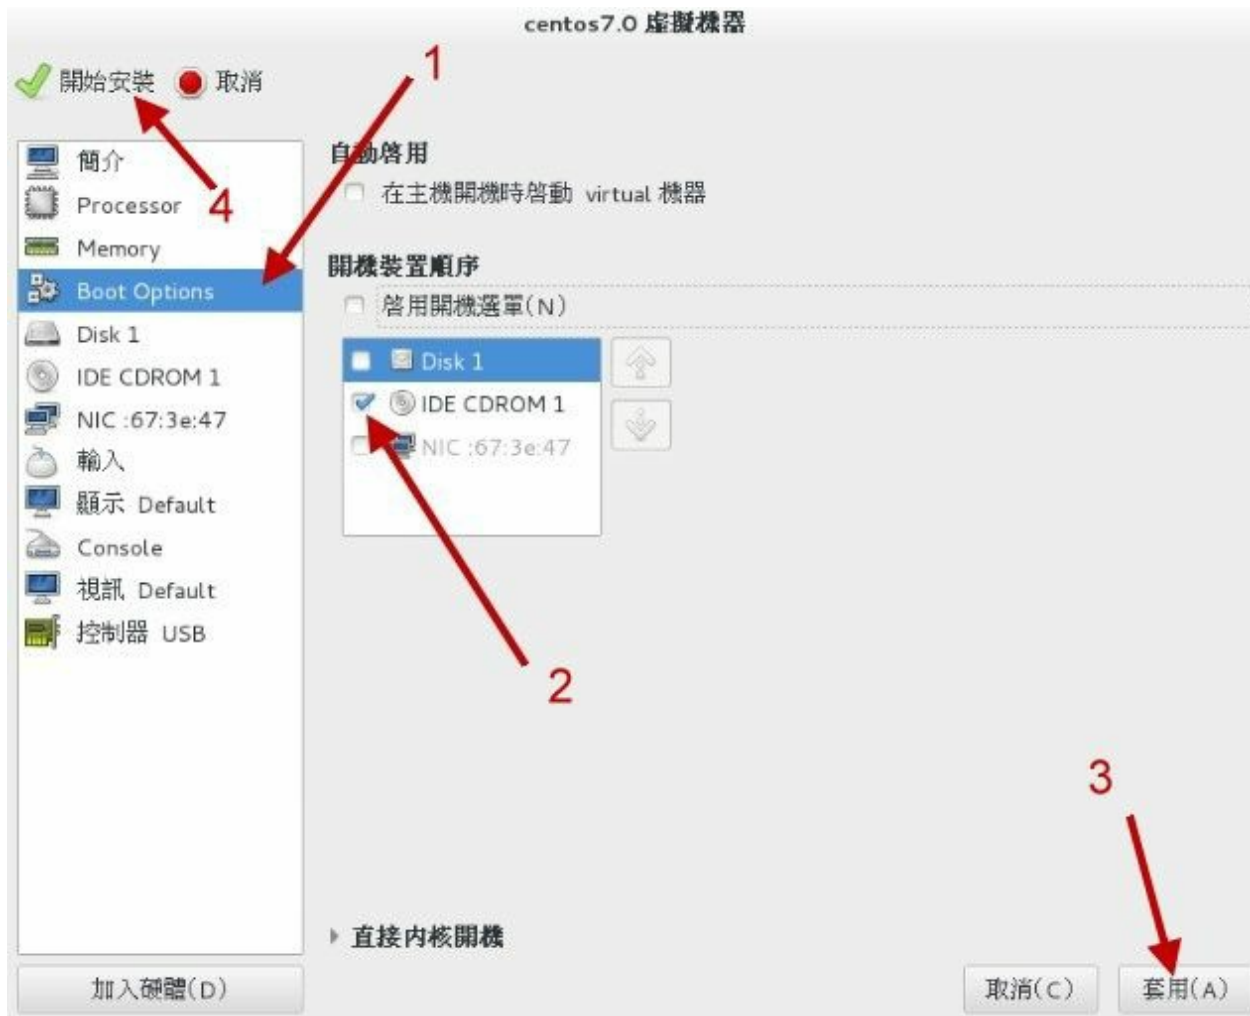 centos7.0 虛擬機器
1
開始安裝 取消
簡介
Processor
4
Memory
Boot Options
Disk 1
IDE CDROM 1
NIC :67:3e:47
輸入
顯示 Default
Console
視訊 Default
控制器 USB
加入硬體(D)
自動啓用
在主機開機時啓動 virtual 機器
開機裝置順序
啓用開機選單(N)
Disk 1
IDE CDROM 1
NIC :67:3e:47
2
3
直接內核開機
取消(C) 套用(A)